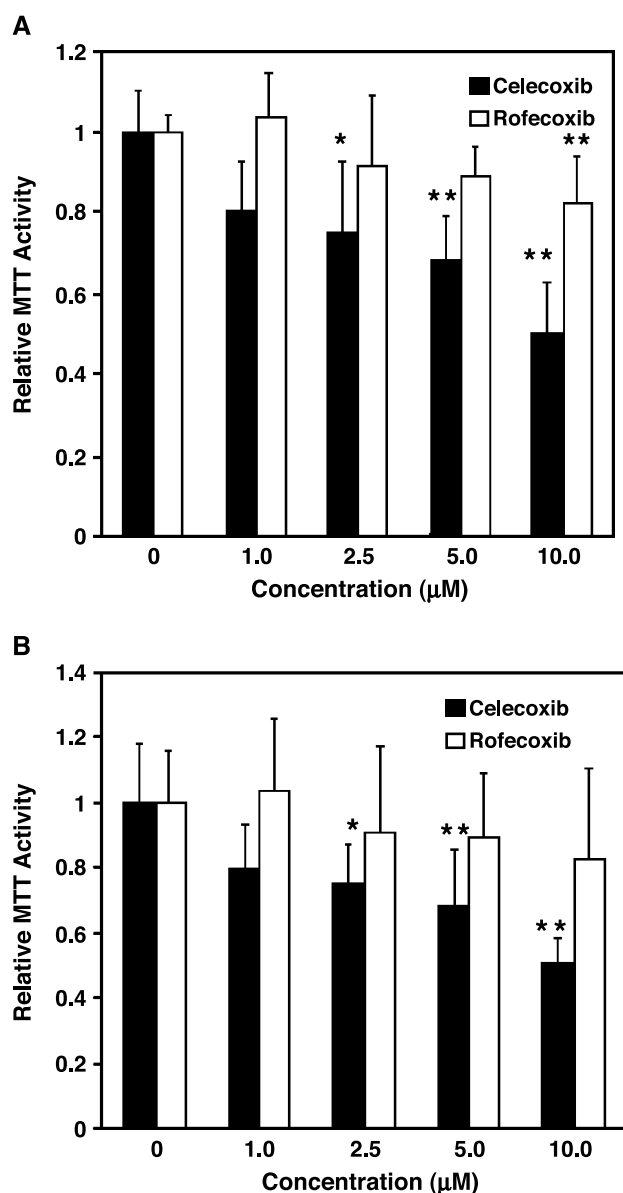 A
1.2
1
0.8
0.6
0.4
0.2
0
Relative MTT Activity
Celecoxib
Rofecoxib
*
**
**
**
0 1.0 2.5 5.0 10.0
Concentration (μM)
B
1.4
1.2
1
0.8
0.6
0.4
0.2
0
Relative MTT Activity
Celecoxib
Rofecoxib
*
**
**
0 1.0 2.5 5.0 10.0
Concentration (μM)